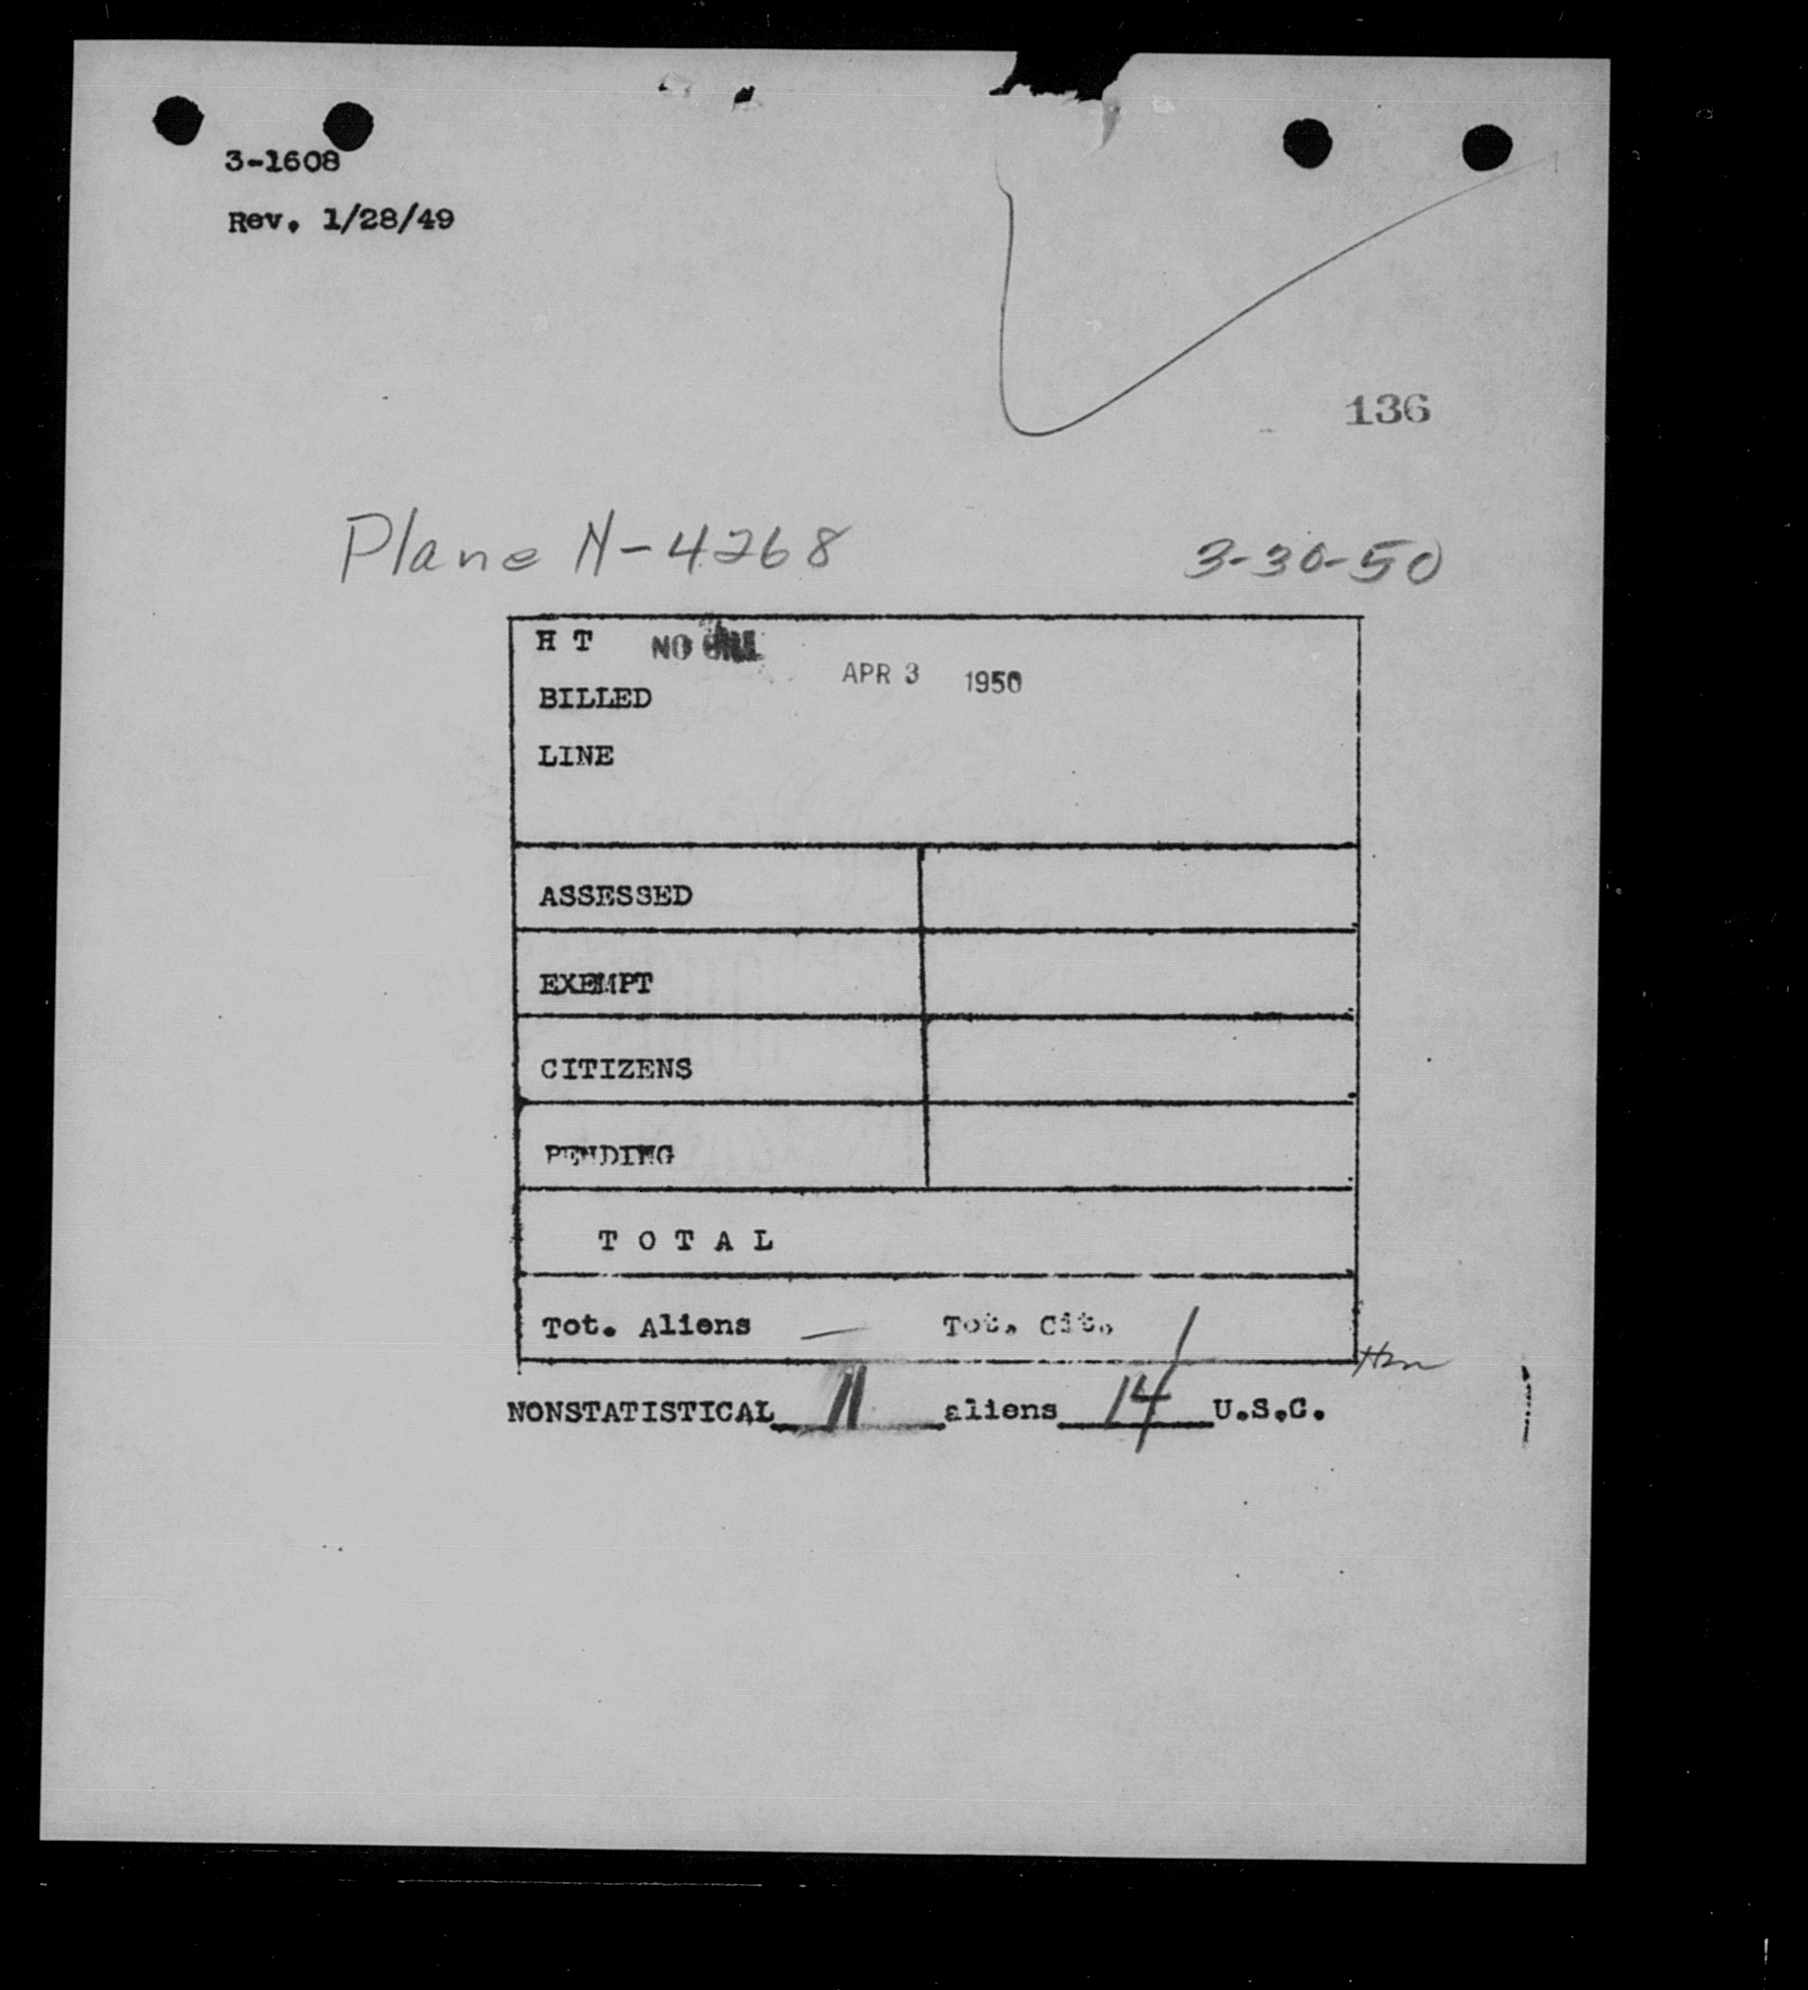 3-1608
Rev. 1/28/49
136
Plane N-4268 3-30-50
H T NO BILL
APR 3 1950
BILLED
LINE
ASSESSED
EXEMPT
CITIZENS
PENDING
T O T A L
Tot. Aliens — Tot. Cit. /
NONSTATISTICAL 11 aliens 14 U.S.C.